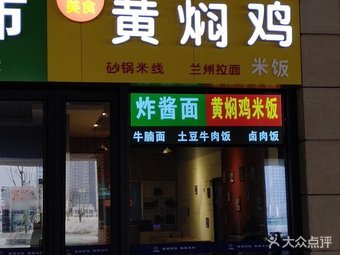 市
美食
黄焖鸡
砂锅米线 兰州拉面 米饭
炸酱面 黄焖鸡米饭
牛腩面 土豆牛肉饭 卤肉饭
大众点评